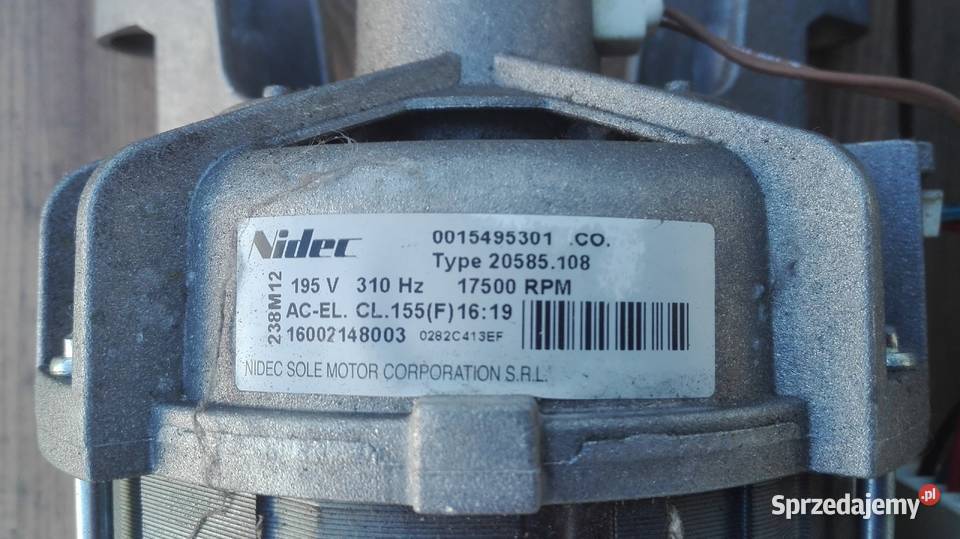 Nidec
0015495301 .CO.
Type 20585.108
195 V 310 Hz 17500 RPM
238M12
AC-EL. CL.155(F)16:19
16002148003 0282C413EF
NIDEC SOLE MOTOR CORPORATION S.R.L.
Sprzedajemy.pl